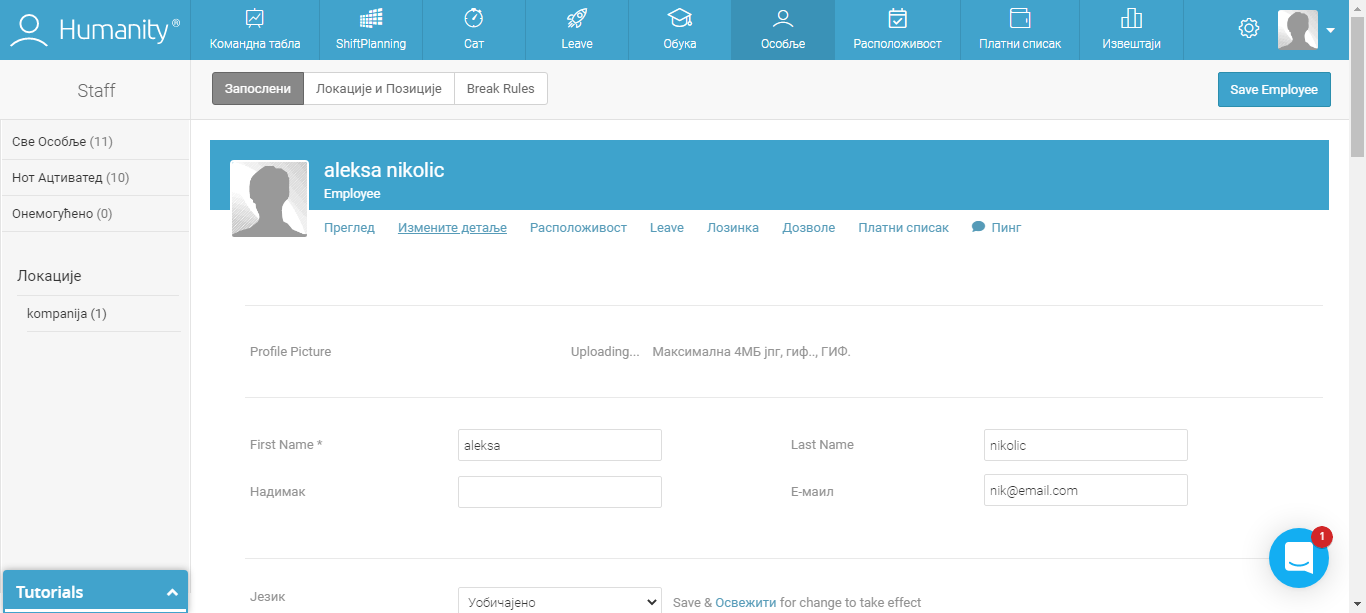 Humanity®
Командна табла
ShiftPlanning
Сат
Leave
Обука
Особље
Расположивост
Платни списак
Извештаји
Staff
Запослени
Локације и Позиције
Break Rules
Save Employee
Све Особље (11)
Нот Ацтиватед (10)
Онемогућено (0)
Локације
kompanija (1)
aleksa nikolic
Employee
Преглед
Измените детаље
Расположивост
Leave
Лозинка
Дозволе
Платни списак
Пинг
Profile Picture
Uploading...
Максимална 4МБ јпг, гиф.., ГИФ.
First Name *
aleksa
Last Name
nikolic
Надимак
Е-маил
nik@email.com
Језик
Уобичајено
Save & Освежити for change to take effect
Tutorials
1